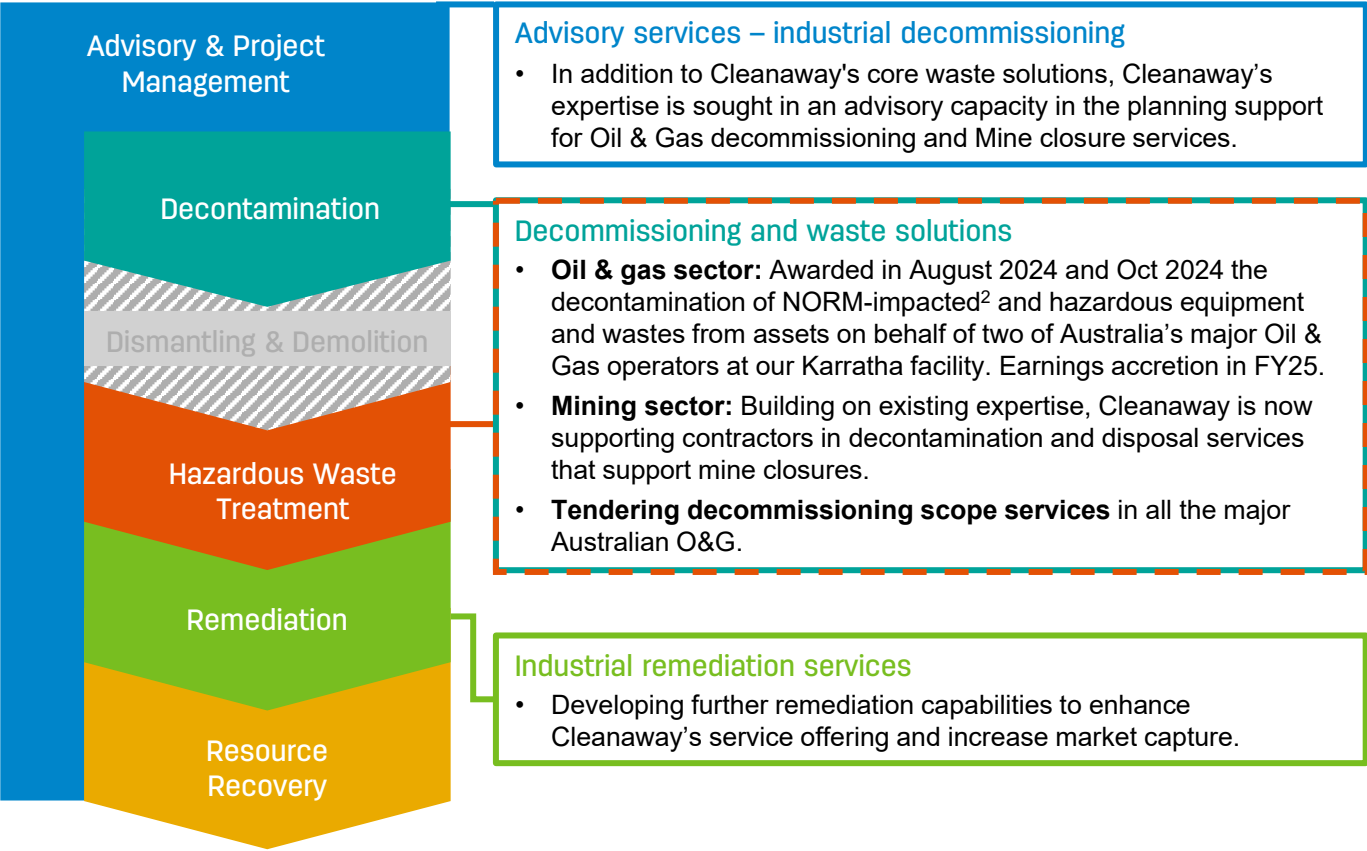 Advisory & Project
Management
Decontamination
Dismantling & Demolition
Hazardous Waste
Treatment
Remediation
Resource
Recovery
Advisory services – industrial decommissioning
• In addition to Cleanaway's core waste solutions, Cleanaway’s
expertise is sought in an advisory capacity in the planning support
for Oil & Gas decommissioning and Mine closure services.
Decommissioning and waste solutions
• Oil & gas sector: Awarded in August 2024 and Oct 2024 the
decontamination of NORM-impacted² and hazardous equipment
and wastes from assets on behalf of two of Australia’s major Oil &
Gas operators at our Karratha facility. Earnings accretion in FY25.
• Mining sector: Building on existing expertise, Cleanaway is now
supporting contractors in decontamination and disposal services
that support mine closures.
• Tendering decommissioning scope services in all the major
Australian O&G.
Industrial remediation services
• Developing further remediation capabilities to enhance
Cleanaway’s service offering and increase market capture.